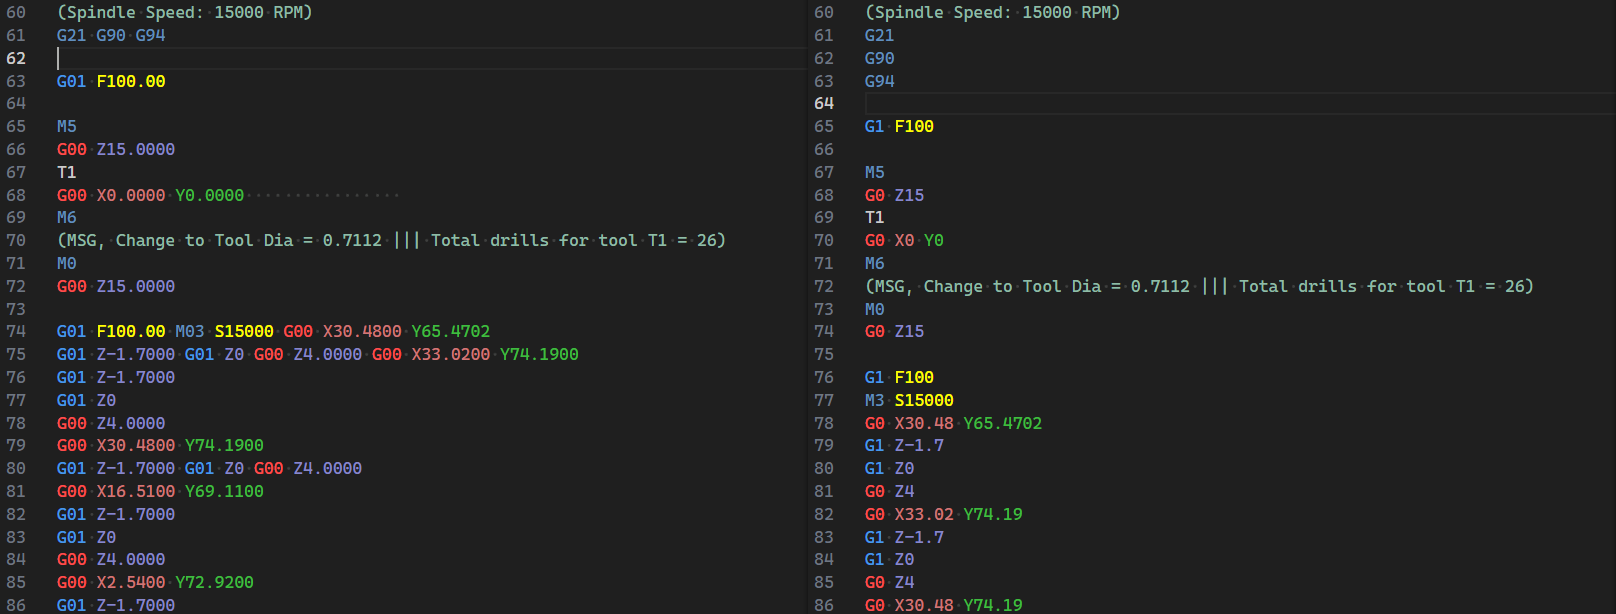 60 (Spindle Speed: 15000 RPM)
61 G21 G90 G94
62
63 G01 F100.00
64
65 M5
66 G00 Z15.0000
67 T1
68 G00 X0.0000 Y0.0000
69 M6
70 (MSG, Change to Tool Dia = 0.7112 ||| Total drills for tool T1 = 26)
71 M0
72 G00 Z15.0000
73
74 G01 F100.00 M03 S15000 G00 X30.4800 Y65.4702
75 G01 Z-1.7000 G01 Z0 G00 Z4.0000 G00 X33.0200 Y74.1900
76 G01 Z-1.7000
77 G01 Z0
78 G00 Z4.0000
79 G00 X30.4800 Y74.1900
80 G01 Z-1.7000 G01 Z0 G00 Z4.0000
81 G00 X16.5100 Y69.1100
82 G01 Z-1.7000
83 G01 Z0
84 G00 Z4.0000
85 G00 X2.5400 Y72.9200
86 G01 Z-1.7000
60 (Spindle Speed: 15000 RPM)
61 G21
62 G90
63 G94
64
65 G1 F100
66
67 M5
68 G0 Z15
69 T1
70 G0 X0 Y0
71 M6
72 (MSG, Change to Tool Dia = 0.7112 ||| Total drills for tool T1 = 26)
73 M0
74 G0 Z15
75
76 G1 F100
77 M3 S15000
78 G0 X30.48 Y65.4702
79 G1 Z-1.7
80 G1 Z0
81 G0 Z4
82 G0 X33.02 Y74.19
83 G1 Z-1.7
84 G1 Z0
85 G0 Z4
86 G0 X30.48 Y74.19